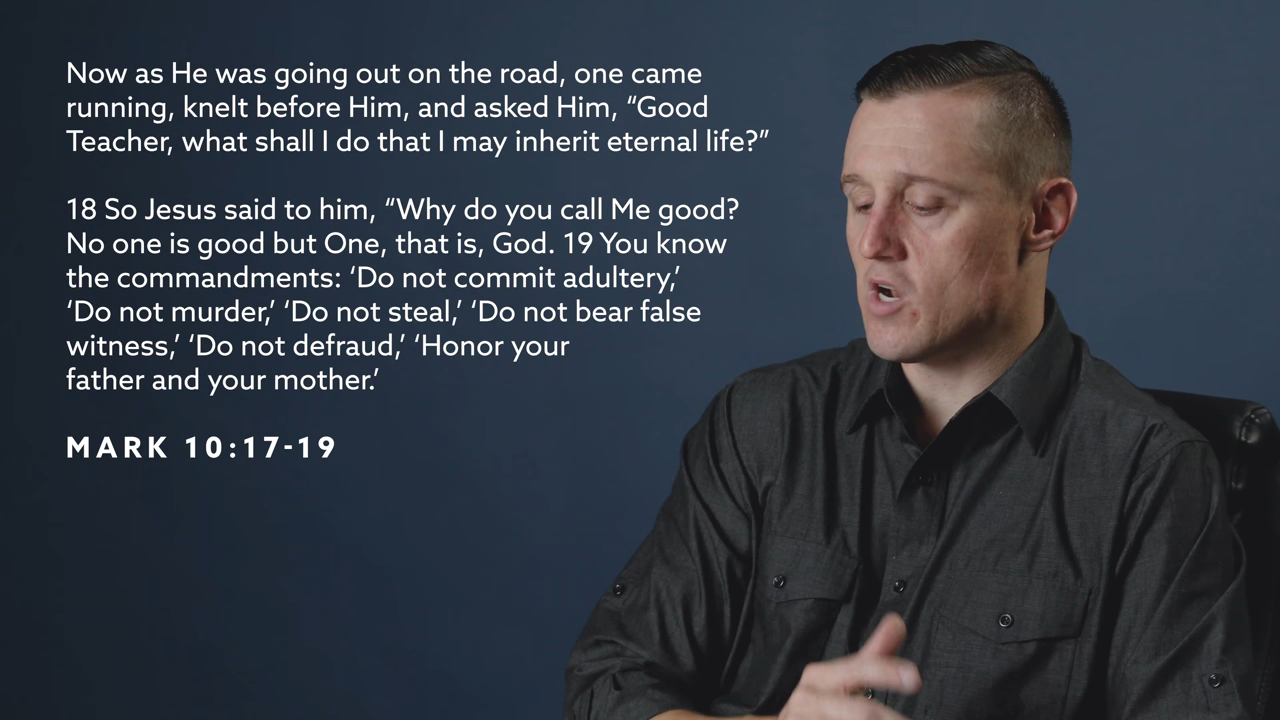 Now as He was going out on the road, one came
running, knelt before Him, and asked Him, “Good
Teacher, what shall I do that I may inherit eternal life?”
18 So Jesus said to him, “Why do you call Me good?
No one is good but One, that is, God. 19 You know
the commandments: ‘Do not commit adultery,’
‘Do not murder,’ ‘Do not steal,’ ‘Do not bear false
witness,’ ‘Do not defraud,’ ‘Honor your
father and your mother.’
MARK 10:17-19